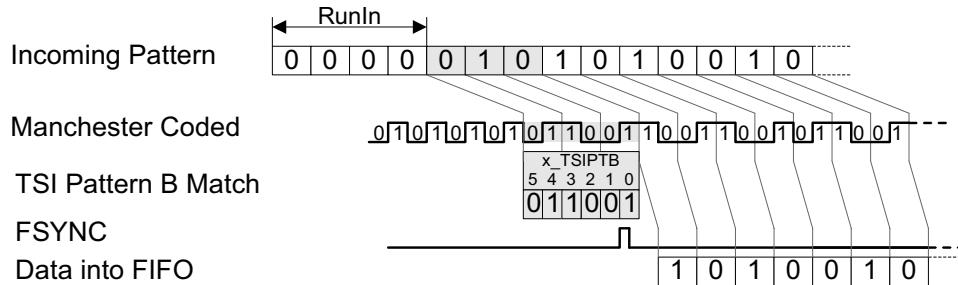 RunIn
Incoming Pattern 0 0 0 0 0 1 0 1 0 1 0 0 1 0
Manchester Coded 0 1 0 1 0 1 0 1 0 1 1 0 0 1 1 0 0 1 1 0 0 1 0 1 1 0 0 1
x_TSIPTB
TSI Pattern B Match 5 4 3 2 1 0
0 1 1 0 0 1
FSYNC
Data into FIFO 1 0 1 0 0 1 0